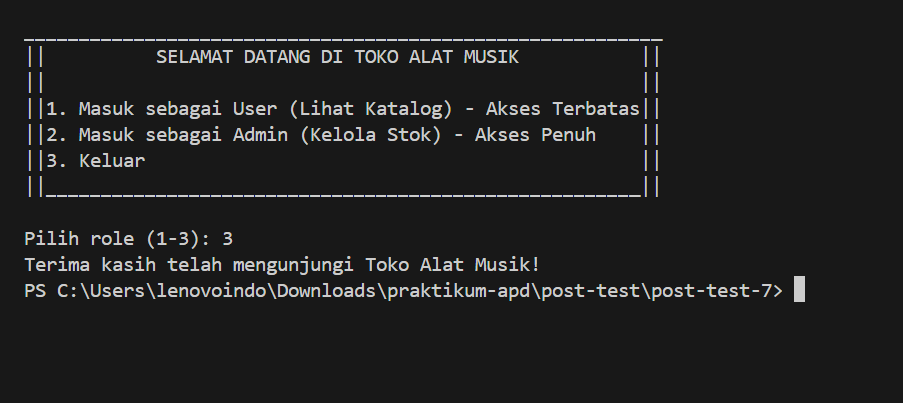 __________________________________________________________
||          SELAMAT DATANG DI TOKO ALAT MUSIK           ||
||                                                      ||
||1. Masuk sebagai User (Lihat Katalog) - Akses Terbatas||
||2. Masuk sebagai Admin (Kelola Stok) - Akses Penuh    ||
||3. Keluar                                             ||
||______________________________________________________||
Pilih role (1-3): 3
Terima kasih telah mengunjungi Toko Alat Musik!
PS C:\Users\lenovoindo\Downloads\praktikum-apd\post-test\post-test-7>